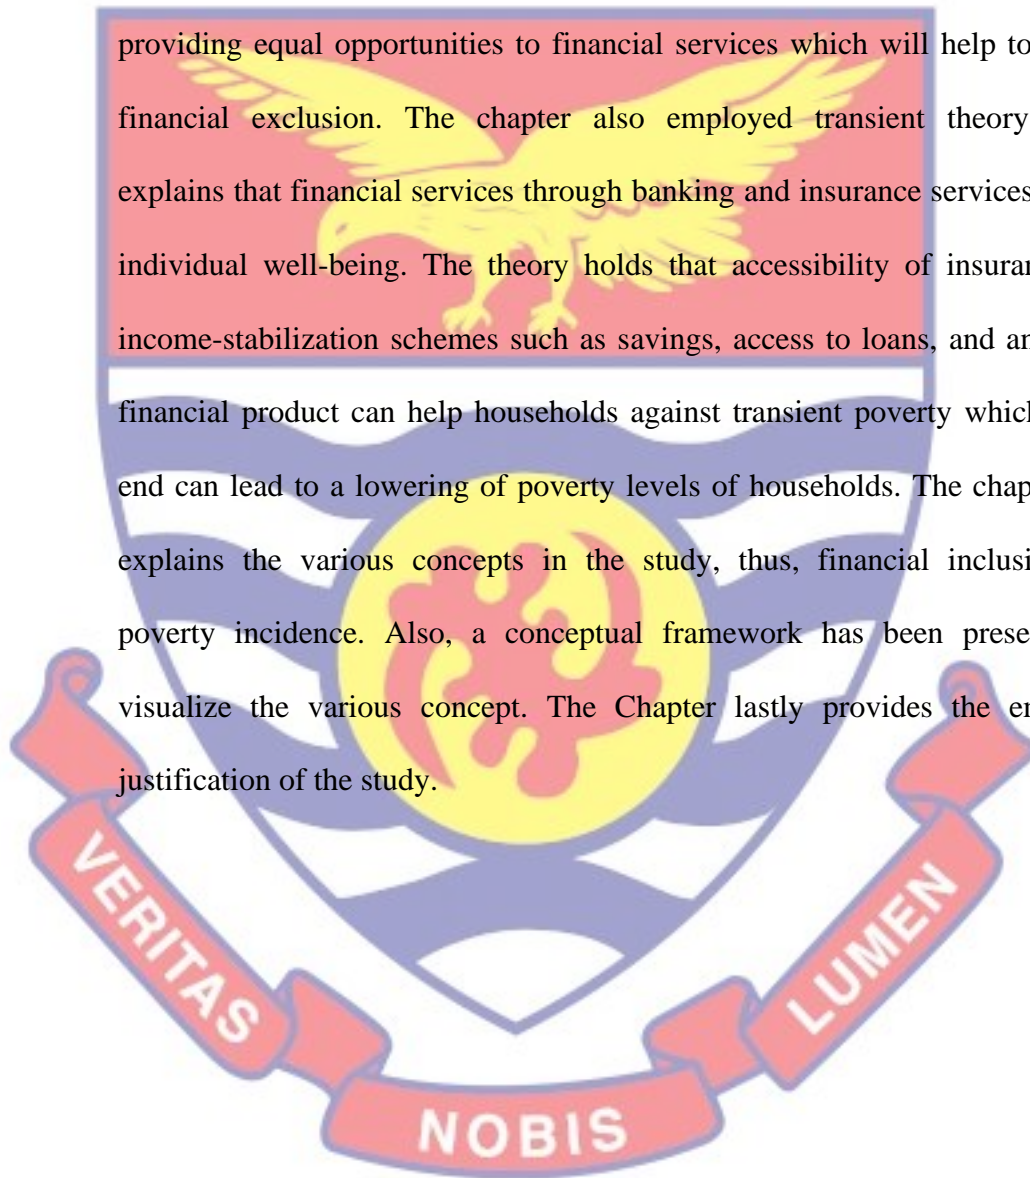 providing equal opportunities to financial services which will help to
financial exclusion. The chapter also employed transient theory
explains that financial services through banking and insurance services
individual well-being. The theory holds that accessibility of
income-stabilization schemes such as savings, access to loans, and
financial product can help households against transient poverty which
end can lead to a lowering of poverty levels of households. The
explains the various concepts in the study, thus, financial
poverty incidence. Also, a conceptual framework has been
visualize the various concept. The Chapter lastly provides the
justification of the study.
VERITAS
NOBIS
LUMEN